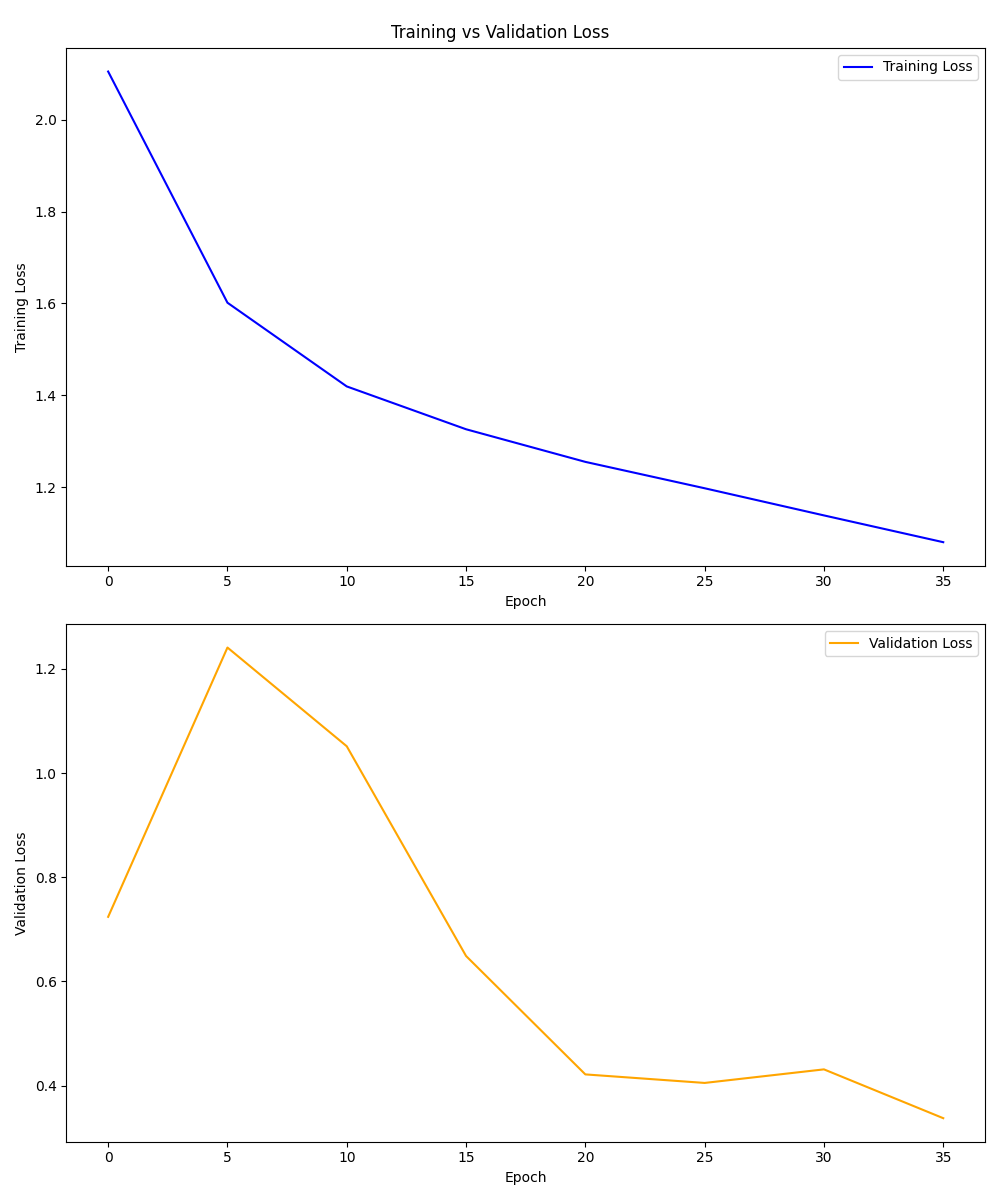 Training vs Validation Loss
Training Loss
2.0
1.8
1.6
1.4
1.2
Training Loss
0 5 10 15 20 25 30 35
Epoch
Validation Loss
1.2
1.0
0.8
0.6
0.4
Validation Loss
0 5 10 15 20 25 30 35
Epoch